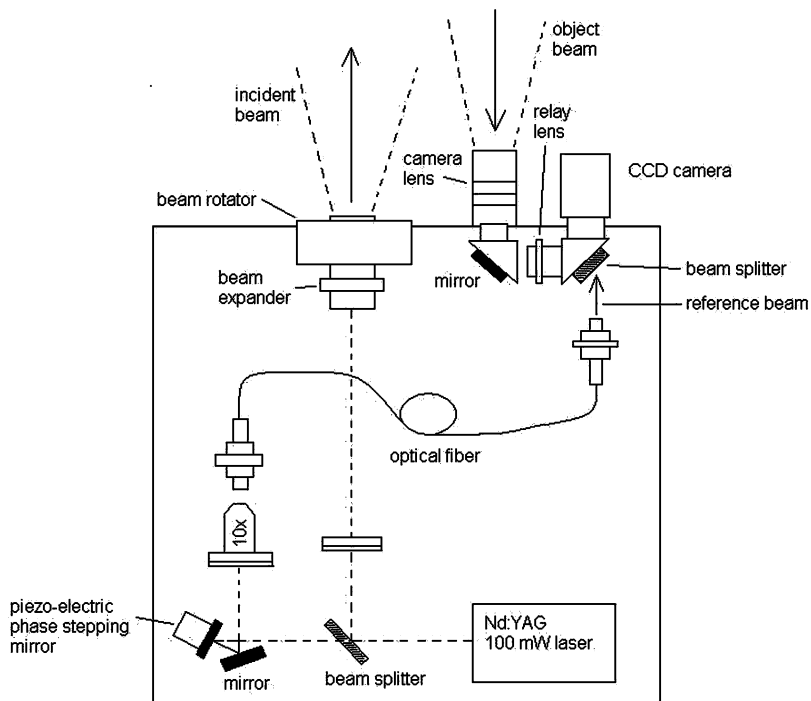 object
beam
incident
beam
relay
lens
camera
lens
CCD camera
beam rotator
beam
expander
mirror
beam splitter
reference beam
optical fiber
10x
piezo-electric
phase stepping
mirror
Nd:YAG
100 mW laser
mirror
beam splitter